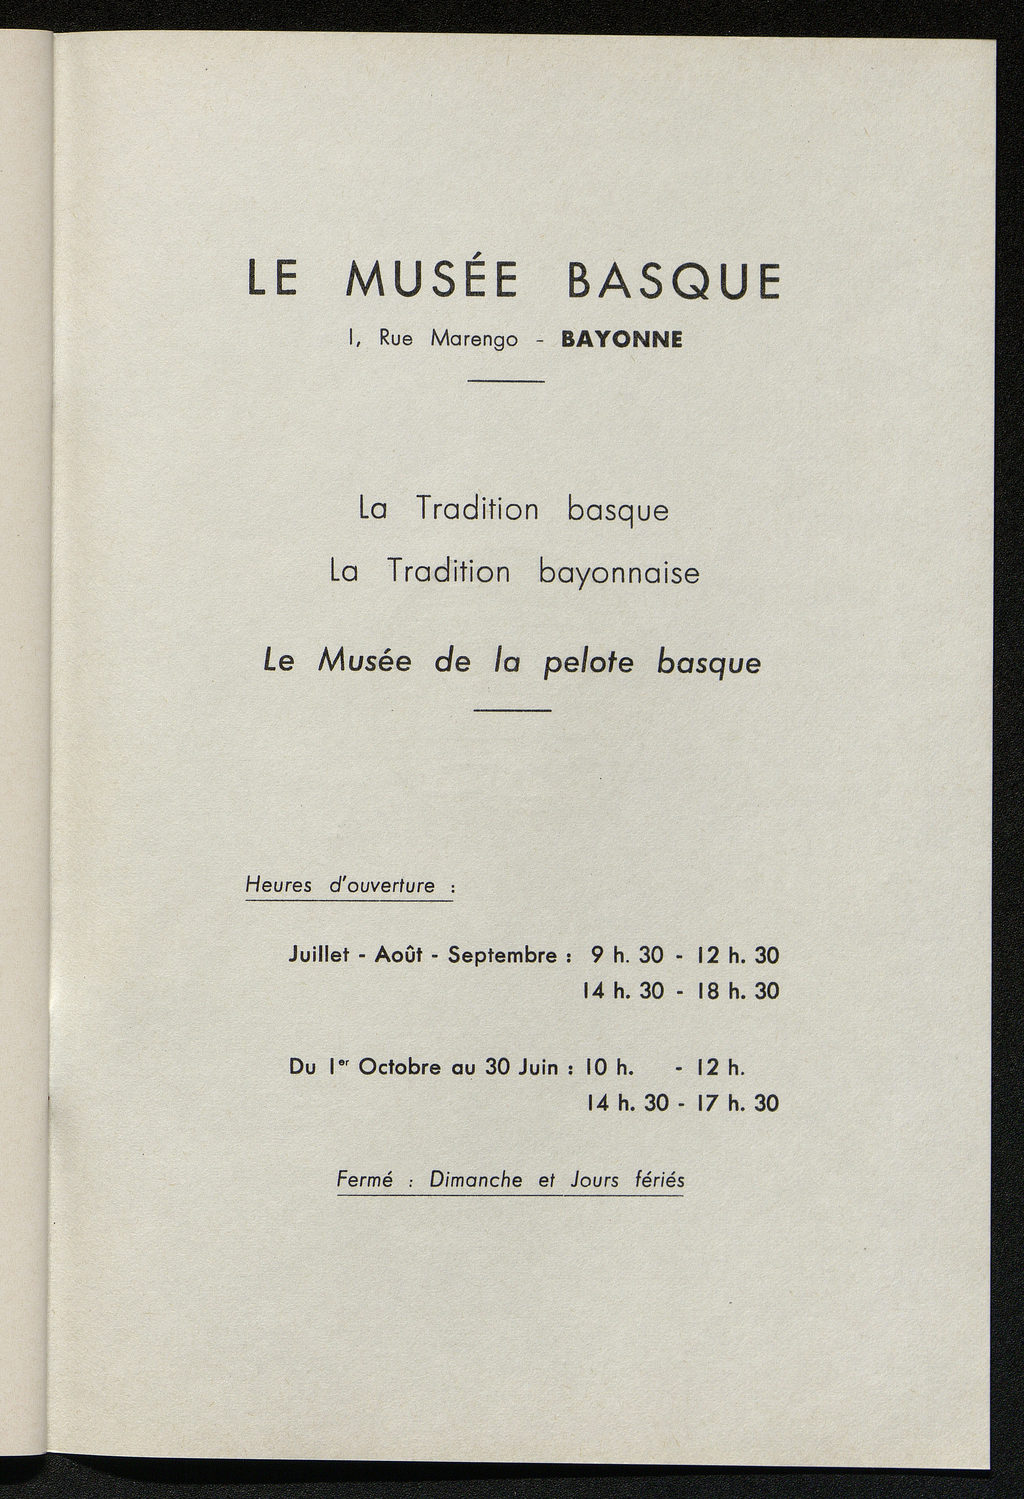 LE MUSÉE BASQUE
1, Rue Marengo - BAYONNE
La Tradition basque
La Tradition bayonnaise
Le Musée de la pelote basque
Heures d'ouverture :
Juillet - Août - Septembre : 9 h. 30 - 12 h. 30
14 h. 30 - 18 h. 30
Du 1er Octobre au 30 Juin : 10 h. - 12 h.
14 h. 30 - 17 h. 30
Fermé : Dimanche et Jours fériés